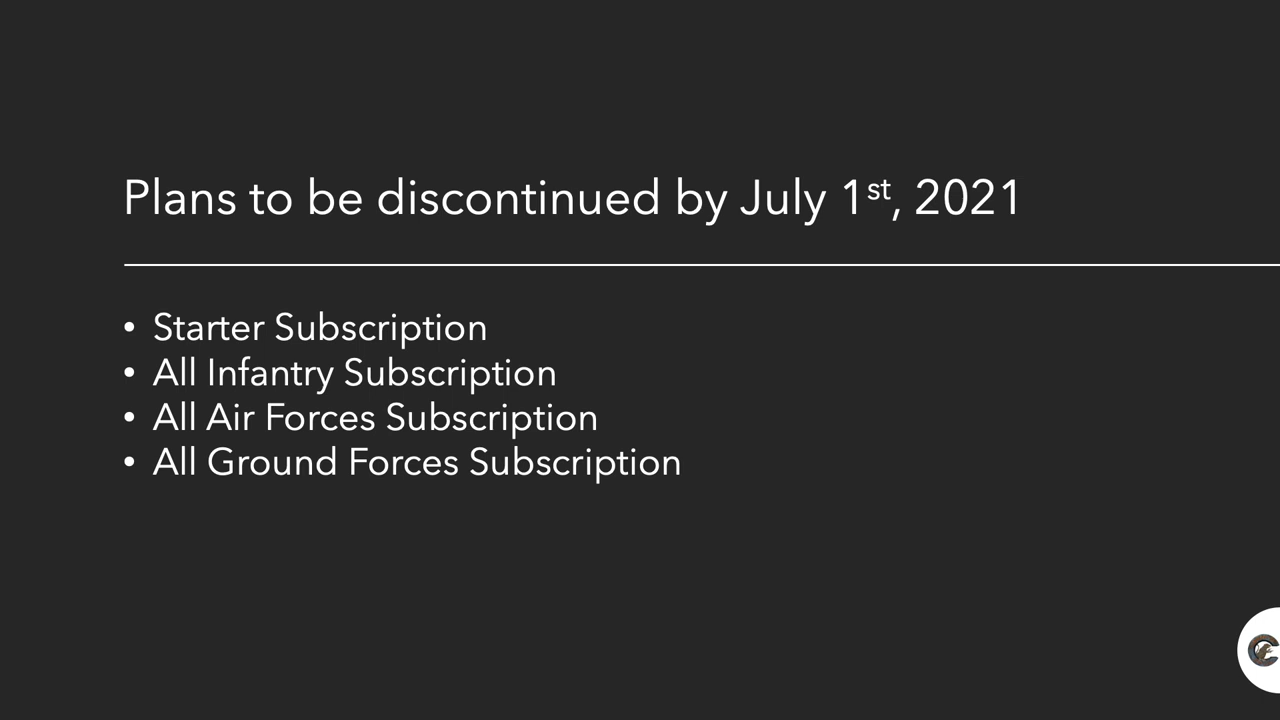 Plans to be discontinued by July 1st, 2021
• Starter Subscription
• All Infantry Subscription
• All Air Forces Subscription
• All Ground Forces Subscription